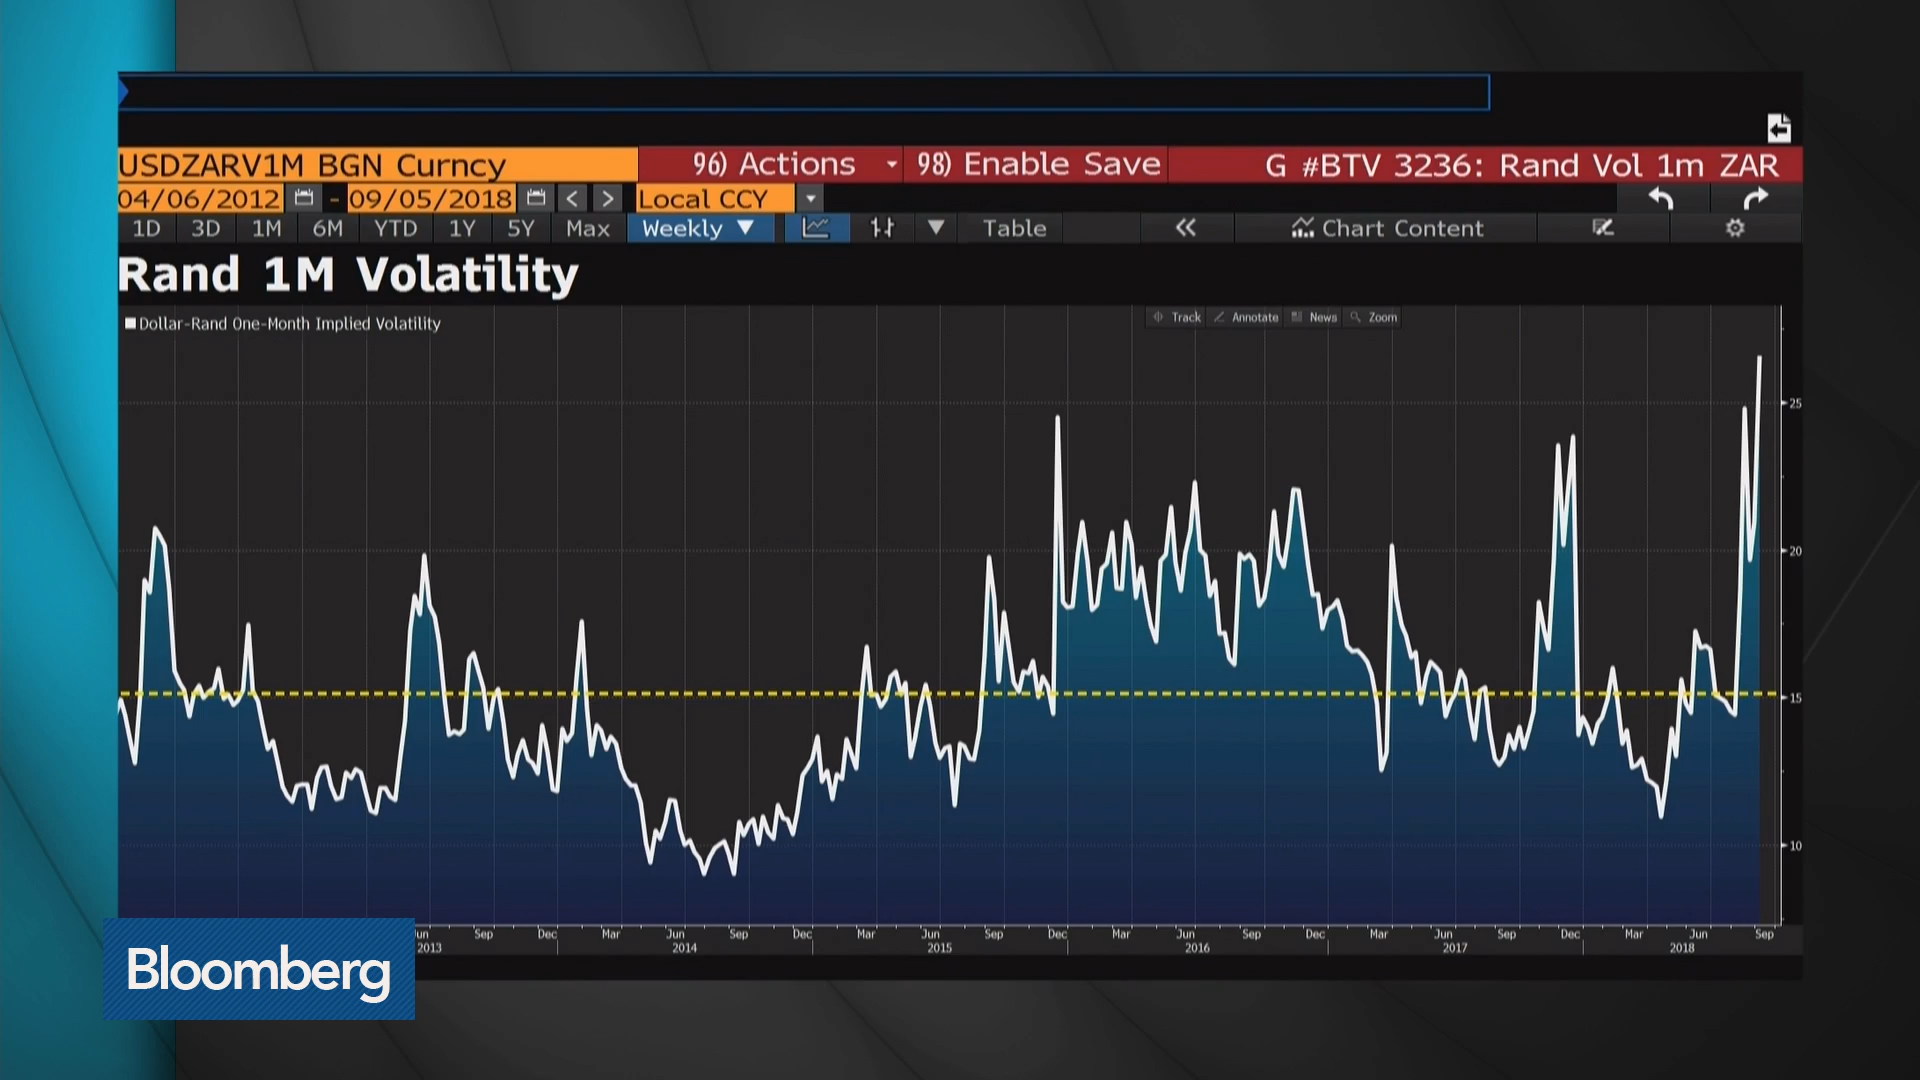 USDZARV1M BGN Curncy 96) Actions 98) Enable Save G #BTV 3236: Rand Vol 1m ZAR
04/06/2012 - 09/05/2018 < > Local CCY
1D 3D 1M 6M YTD 1Y 5Y Max Weekly ▼ Table « Chart Content
Rand 1M Volatility
Dollar-Rand One-Month Implied Volatility
Track Annotate News Zoom
25
20
15
10
Sep Dec Mar Jun Sep Dec Mar Jun Sep Dec Mar Jun Sep Dec Mar Jun Sep Dec Mar Jun Sep
2013 2014 2015 2016 2017 2018
Bloomberg